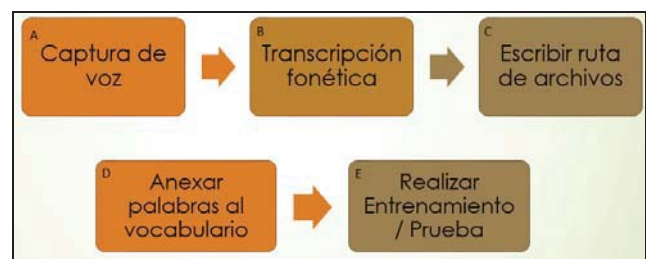 A
Captura de
voz
B
Transcripción
fonética
C
Escribir ruta
de archivos
D
Anexar
palabras al
vocabulario
E
Realizar
Entrenamiento
/ Prueba